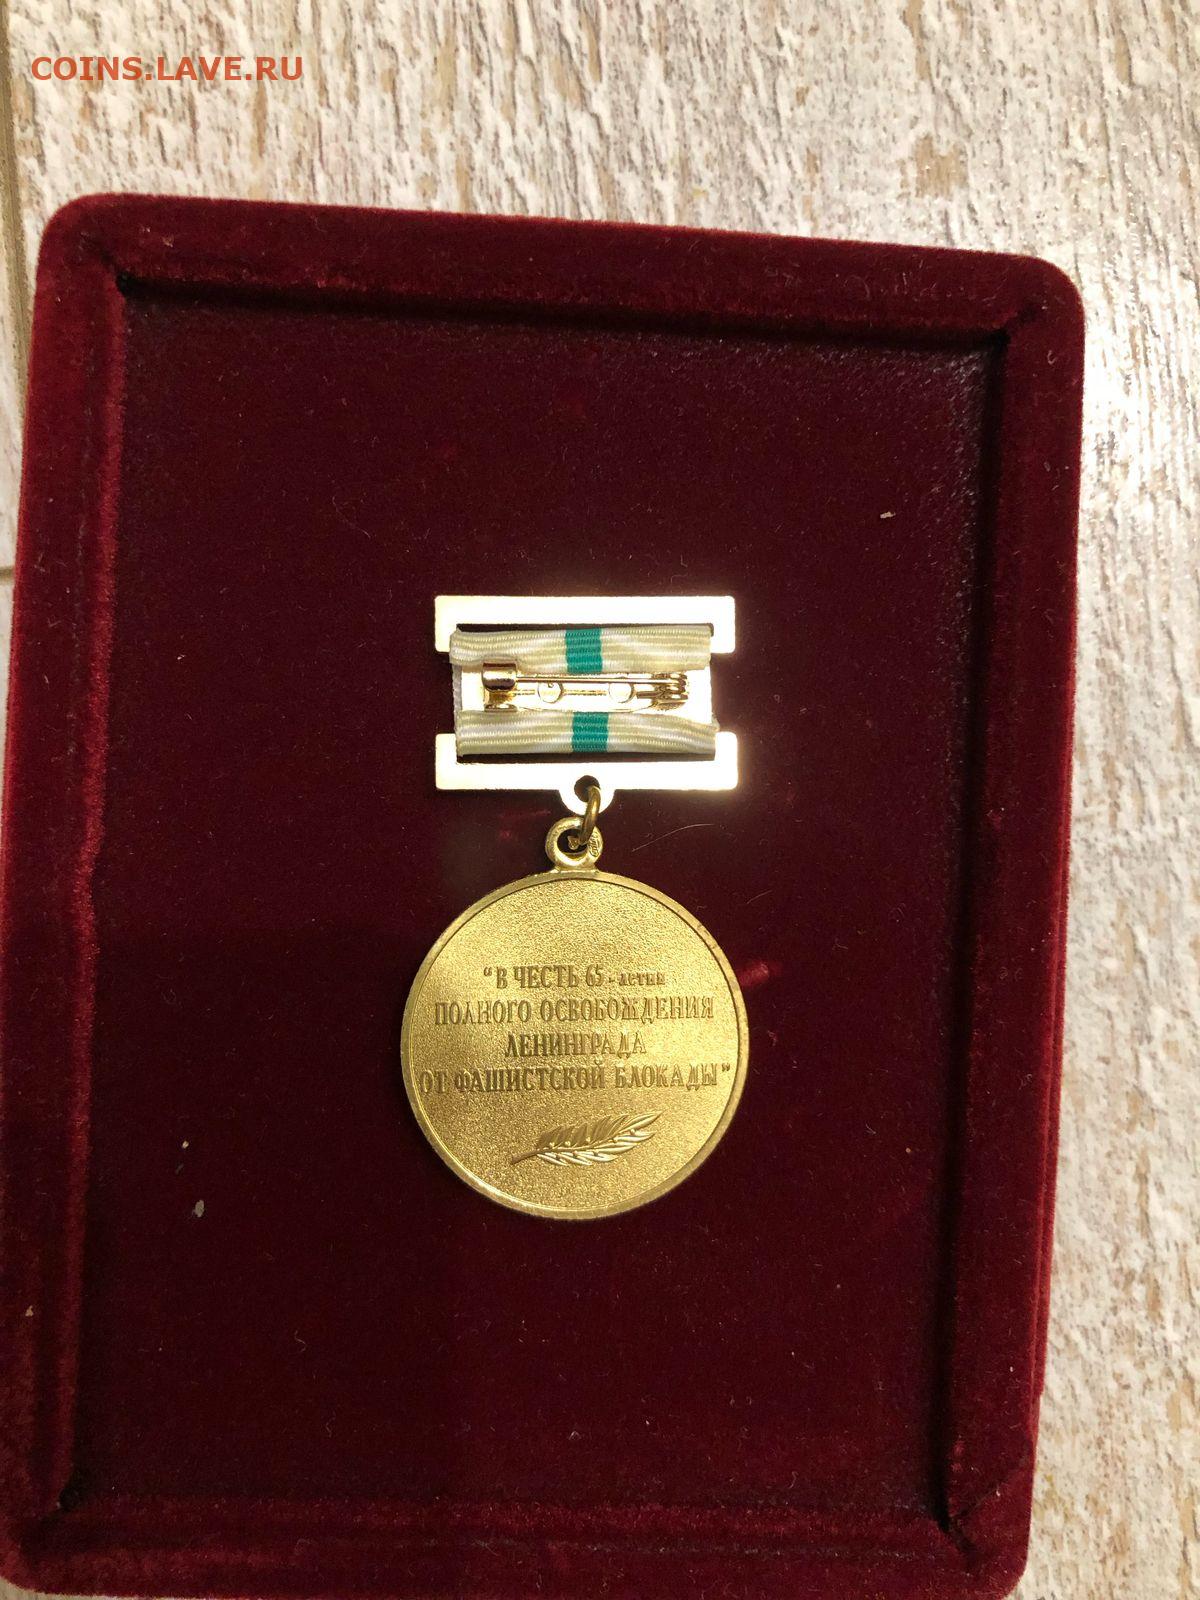 COINS.LAVE.RU
"В ЧЕСТЬ 65-летия
ПОЛНОГО ОСВОБОЖДЕНИЯ
ЛЕНИНГРАДА
ОТ ФАШИСТСКОЙ БЛОКАДЫ"